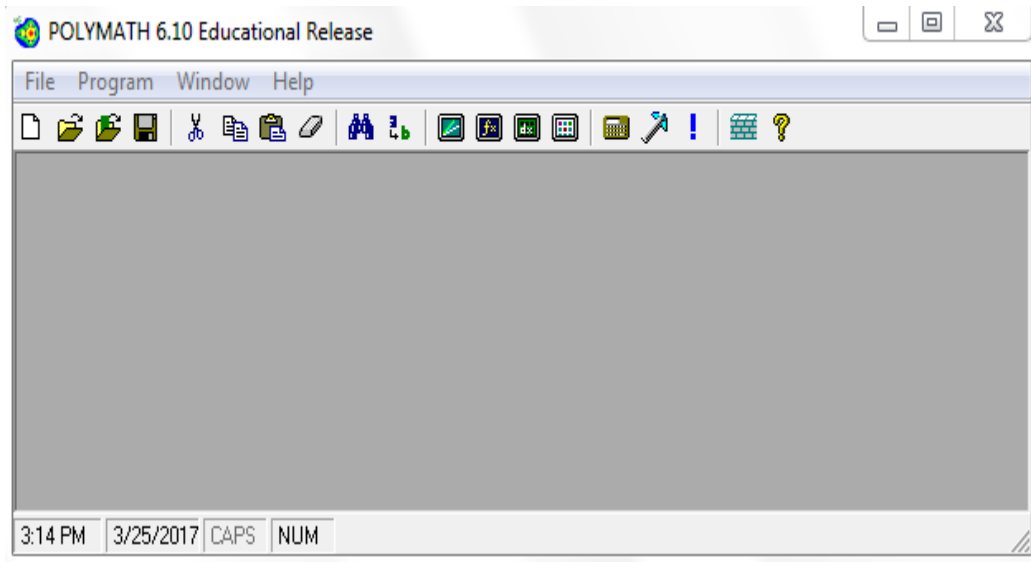 POLYMATH 6.10 Educational Release
File Program Window Help
3:14 PM 3/25/2017 CAPS NUM